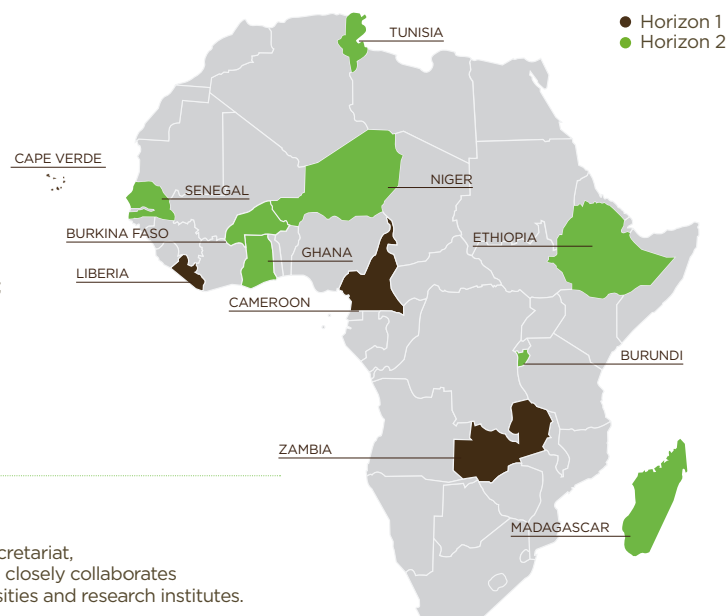 Horizon 1
Horizon 2
TUNISIA
CAPE VERDE
SENEGAL
NIGER
BURKINA FASO
GHANA
ETHIOPIA
LIBERIA
CAMEROON
BURUNDI
ZAMBIA
MADAGASCAR
cretariat,
closely collaborates
sities and research institutes.